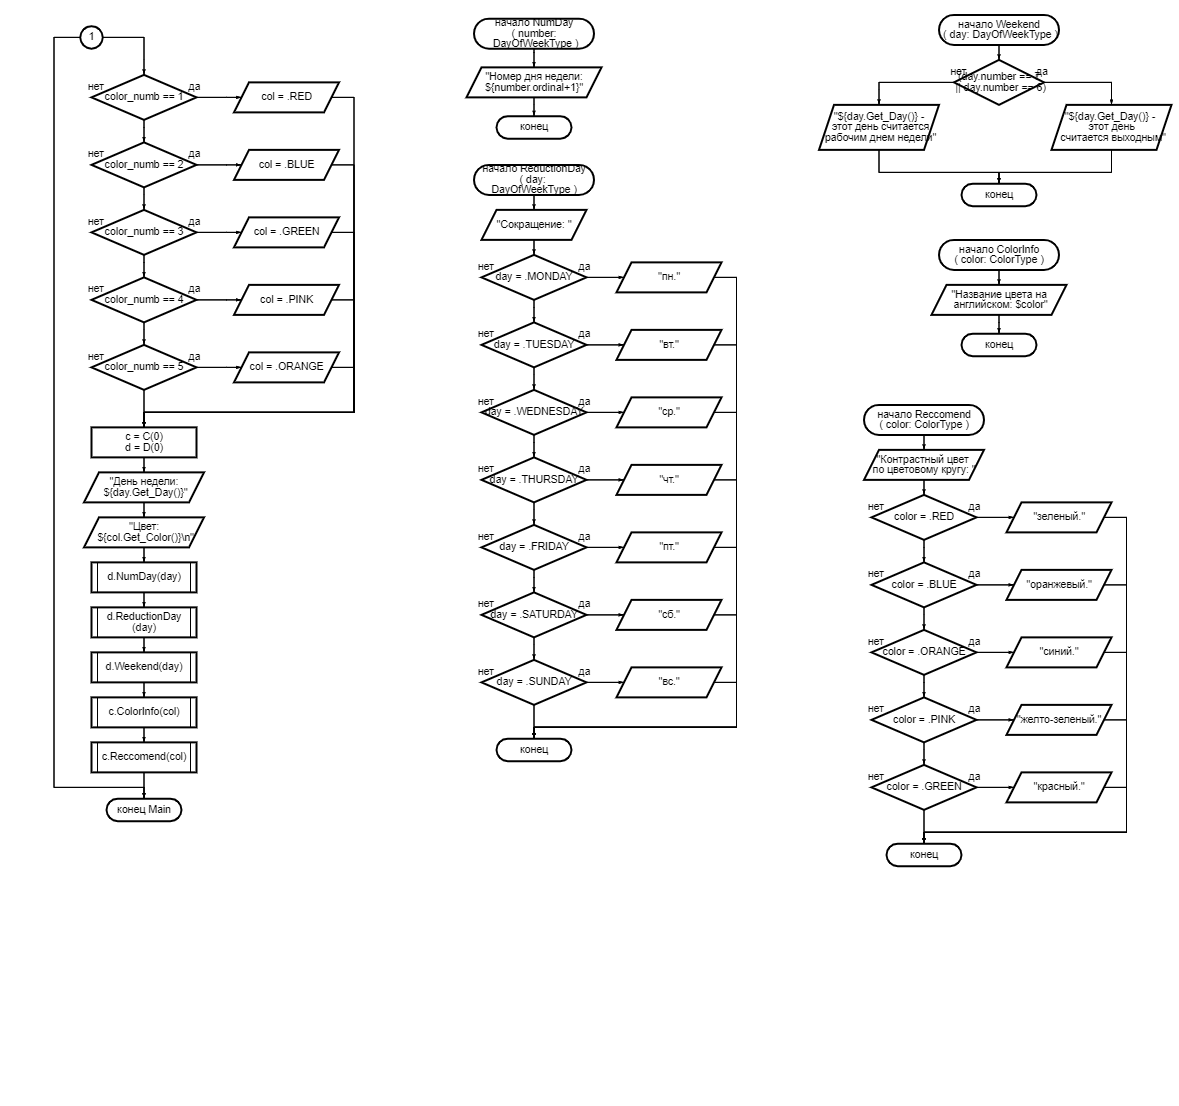 1
нет
да
color_numb == 1
col = .RED
нет
да
color_numb == 2
col = .BLUE
нет
да
color_numb == 3
col = .GREEN
нет
да
color_numb == 4
col = .PINK
нет
да
color_numb == 5
col = .ORANGE
c = C(0)
d = D(0)
"День недели:
${day.Get_Day()}"
"Цвет:
${col.Get_Color()}\n"
d.NumDay(day)
d.ReductionDay
(day)
d.Weekend(day)
c.ColorInfo(col)
c.Reccomend(col)
конец Main
начало NumDay
( number:
DayOfWeekType )
"Номер дня недели:
${number.ordinal+1}"
конец
начало ReductionDay
( day:
DayOfWeekType )
"Сокращение: "
нет
да
day = .MONDAY
"пн."
нет
да
day = .TUESDAY
"вт."
нет
да
day = .WEDNESDAY
"ср."
нет
да
day = .THURSDAY
"чт."
нет
да
day = .FRIDAY
"пт."
нет
да
day = .SATURDAY
"сб."
нет
да
day = .SUNDAY
"вс."
конец
начало Weekend
( day: DayOfWeekType )
нет
да
(day.number ==
|| day.number == 6)
"${day.Get_Day()} -
этот день считается
рабочим днем недели"
"${day.Get_Day()} -
этот день
считается выходным"
конец
начало ColorInfo
( color: ColorType )
"Название цвета на
английском: $color"
конец
начало Reccomend
( color: ColorType )
"Контрастный цвет
по цветовому кругу: "
нет
да
color = .RED
"зеленый."
нет
да
color = .BLUE
"оранжевый."
нет
да
color = .ORANGE
"синий."
нет
да
color = .PINK
"желто-зеленый."
нет
да
color = .GREEN
"красный."
конец